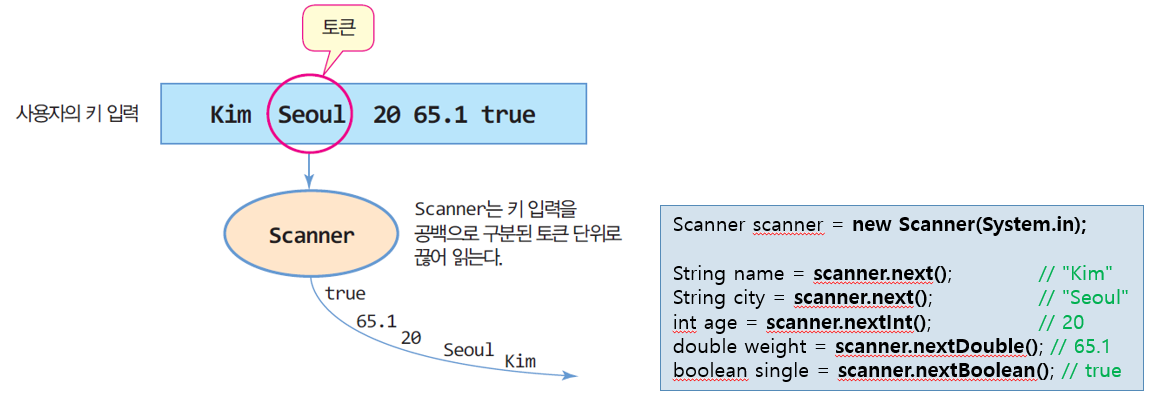 토큰
사용자의 키 입력
Kim Seoul 20 65.1 true
Scanner
Scanner는 키 입력을
공백으로 구분된 토큰 단위로
끊어 읽는다.
true
65.1
20
Seoul
Kim
Scanner scanner = new Scanner(System.in);
String name = scanner.next(); // "Kim"
String city = scanner.next(); // "Seoul"
int age = scanner.nextInt(); // 20
double weight = scanner.nextDouble(); // 65.1
boolean single = scanner.nextBoolean(); // true